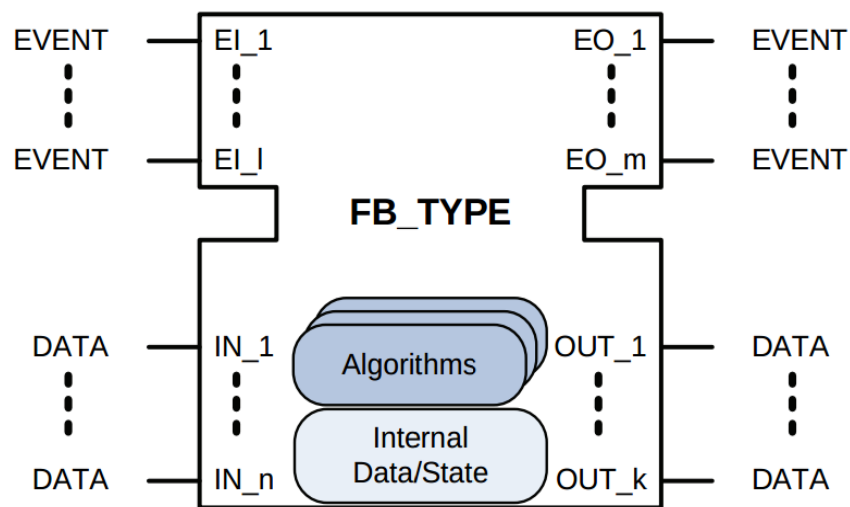 EVENT EI_1 EO_1 EVENT
EVENT EI_l EO_m EVENT
FB_TYPE
DATA IN_1 Algorithms OUT_1 DATA
Internal
Data/State
DATA IN_n OUT_k DATA